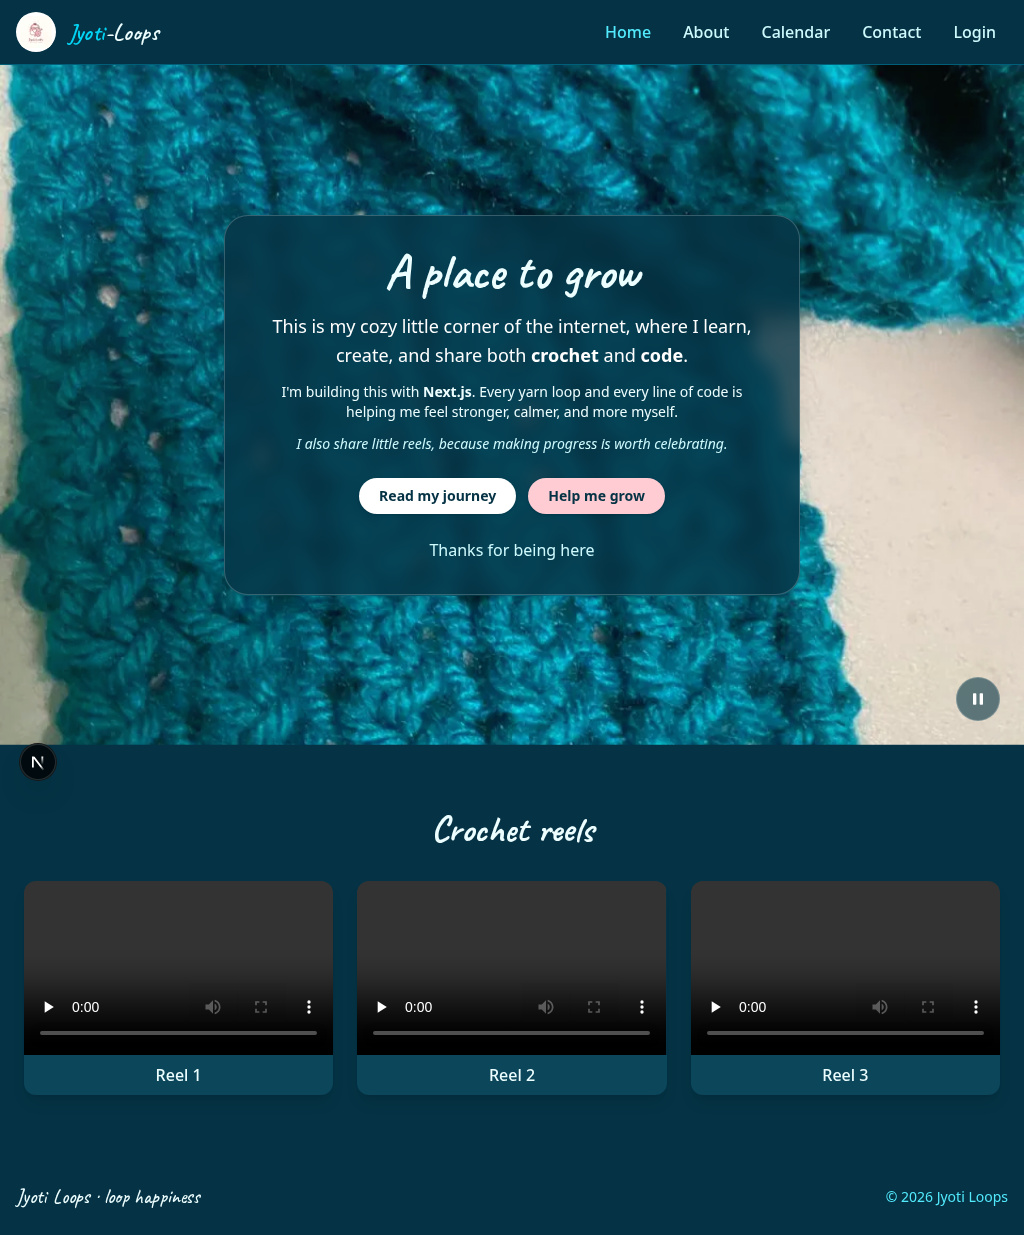 Jyoti-Loops
Home
About
Calendar
Contact
Login
A place to grow
This is my cozy little corner of the internet, where I learn,
create, and share both crochet and code.
I'm building this with Next.js. Every yarn loop and every line of code is
helping me feel stronger, calmer, and more myself.
I also share little reels, because making progress is worth celebrating.
Read my journey
Help me grow
Thanks for being here
N
Crochet reels
0:00
0:00
0:00
Reel 1
Reel 2
Reel 3
Jyoti Loops · loop happiness
© 2026 Jyoti Loops